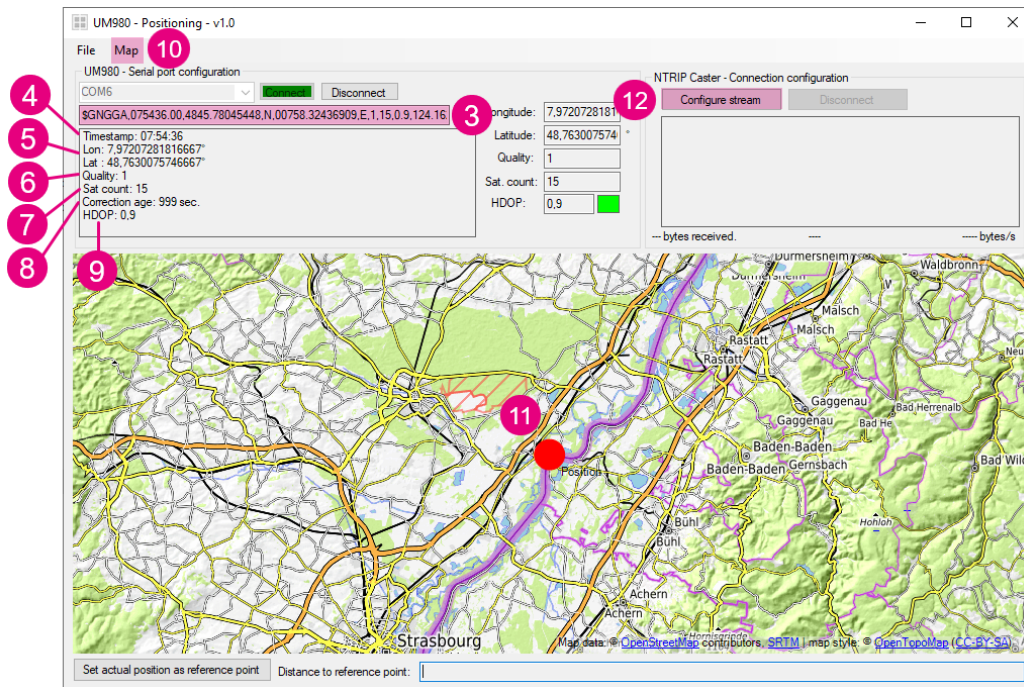 UM980 - Positioning - v1.0
File
Map
10
UM980 - Serial port configuration
COM6
Connect
Disconnect
$GNGGA,075436.00,4845.78045448,N,00758.32436909,E,1,15,0.9,124.16
3
4
Timestamp: 07:54:36
5
Lon: 7,97207281816667°
Lat : 48,7630075746667°
6
Quality: 1
7
Sat count: 15
8
Correction age: 999 sec.
HDOP: 0,9
9
ongitude:
7,9720728181
Latitude:
48,76300757
°
Quality:
1
Sat. count:
15
HDOP:
0,9
NTRIP Caster - Connection configuration
12
Configure stream
Disconnect
--- bytes received.
----
----- bytes/s
Durmersheim
Durmersheim
Waldbronn
Malsch
Malsch
Rastatt
Rastatt
Gaggenau
Gaggenau
Bad Herrenalb
Bad He
11
Baden-Baden
Baden-Baden
Gernsbach
Bad Wild
Position
Hohloh
Bühl
Bühl
Achern
Achern
Hornisgrinde
Strasbourg
Map data: © OpenStreetMap contributors, SRTM | map style: © OpenTopoMap (CC-BY-SA)
Set actual position as reference point
Distance to reference point: